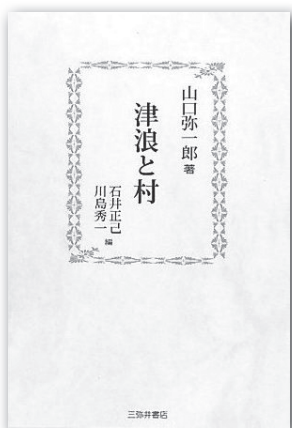 山口弥一郎 著
津浪と村
石井正己
川島秀一 編
三弥井書店